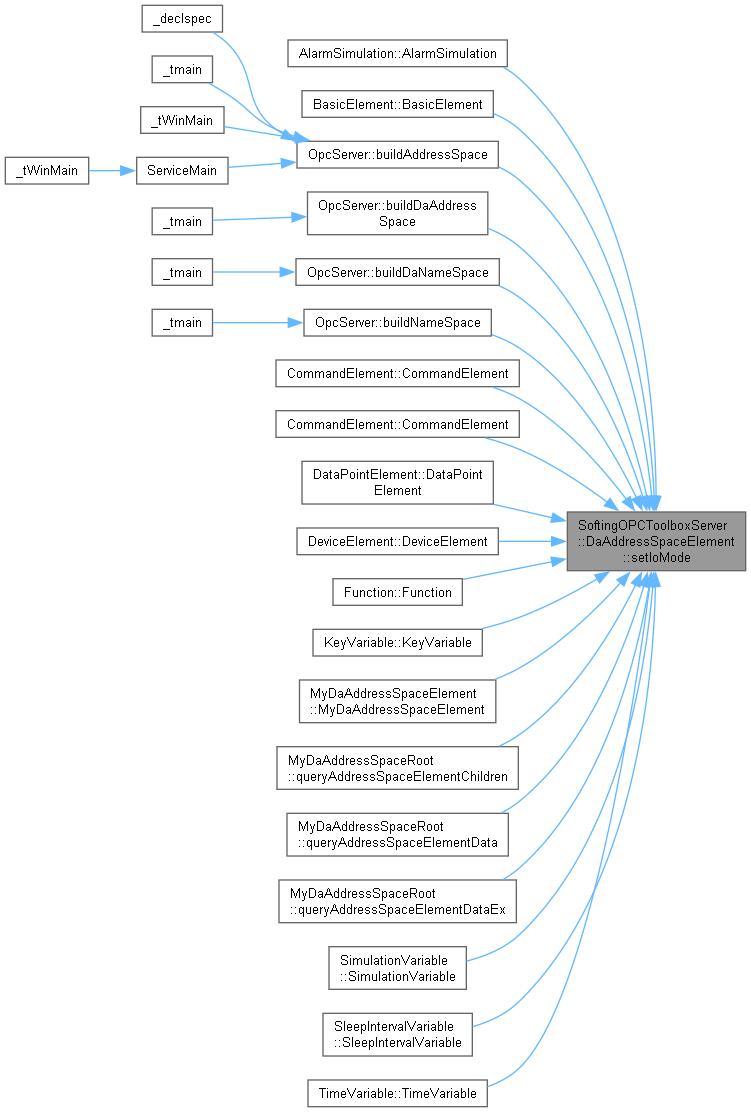 _declspec
_tmain
_tWinMain
_tWinMain
ServiceMain
_tmain
_tmain
_tmain
AlarmSimulation::AlarmSimulation
BasicElement::BasicElement
OpcServer::buildAddressSpace
OpcServer::buildDaAddress
Space
OpcServer::buildDaNameSpace
OpcServer::buildNameSpace
CommandElement::CommandElement
CommandElement::CommandElement
DataPointElement::DataPoint
Element
DeviceElement::DeviceElement
Function::Function
KeyVariable::KeyVariable
MyDaAddressSpaceElement
::MyDaAddressSpaceElement
MyDaAddressSpaceRoot
::queryAddressSpaceElementChildren
MyDaAddressSpaceRoot
::queryAddressSpaceElementData
MyDaAddressSpaceRoot
::queryAddressSpaceElementDataEx
SimulationVariable
::SimulationVariable
SleepIntervalVariable
::SleepIntervalVariable
TimeVariable::TimeVariable
SoftingOPCToolboxServer
::DaAddressSpaceElement
::setIoMode